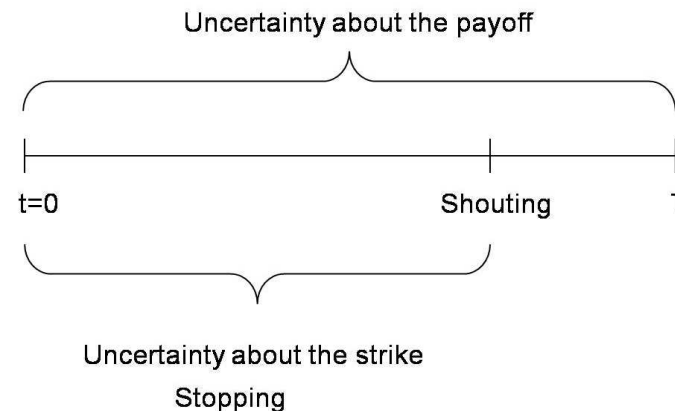 Uncertainty about the payoff
t=0
Shouting
Uncertainty about the strike
Stopping